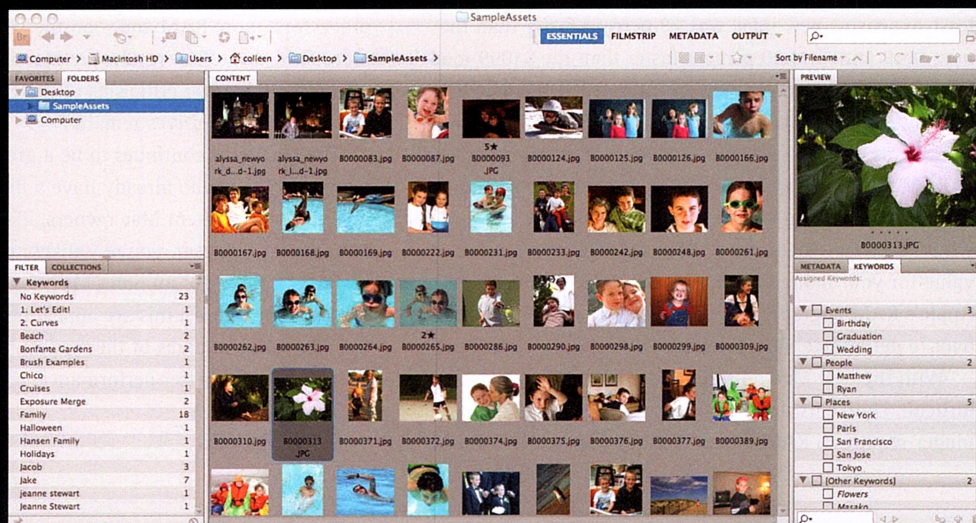 SampleAssets
Br
ESSENTIALS FILMSTRIP METADATA OUTPUT
Computer > Macintosh HD > Users > colleen > Desktop > SampleAssets >
Sort by Filename
FAVORITES FOLDERS
Desktop
SampleAssets
Computer
CONTENT
alyssa_newyo
rk_d...d-1.jpg
alyssa_newyo
rk_l...d-1.jpg
B0000083.jpg
B0000087.jpg
5★
B0000093
.JPG
B0000124.jpg
B0000125.jpg
B0000126.jpg
B0000166.jpg
B0000167.jpg B0000168.jpg B0000169.jpg B0000222.jpg B0000231.jpg B0000233.jpg B0000242.jpg B0000248.jpg B0000261.jpg
2★
B0000262.jpg B0000263.jpg B0000264.jpg B0000265.jpg B0000286.jpg B0000290.jpg B0000298.jpg B0000299.jpg B0000309.jpg
B0000310.jpg
B0000313
.JPG
B0000371.jpg B0000372.jpg B0000374.jpg B0000375.jpg B0000376.jpg B0000377.jpg B0000389.jpg
FILTER COLLECTIONS
Keywords
No Keywords 23
1. Let's Edit! 1
2. Curves 1
Beach 2
Bonfante Gardens 2
Brush Examples 1
Chico 1
Cruises 1
Exposure Merge 2
Family 18
Halloween 1
Hansen Family 1
Holidays 1
Jacob 3
Jake 7
jeanne stewart 1
Jeanne Stewart 1
PREVIEW
B0000313.JPG
METADATA KEYWORDS
Assigned Keywords:
Events 3
Birthday
Graduation
Wedding
People 2
Matthew
Ryan
Places 5
New York
Paris
San Francisco
San Jose
Tokyo
[Other Keywords] 2
Flowers
Masako